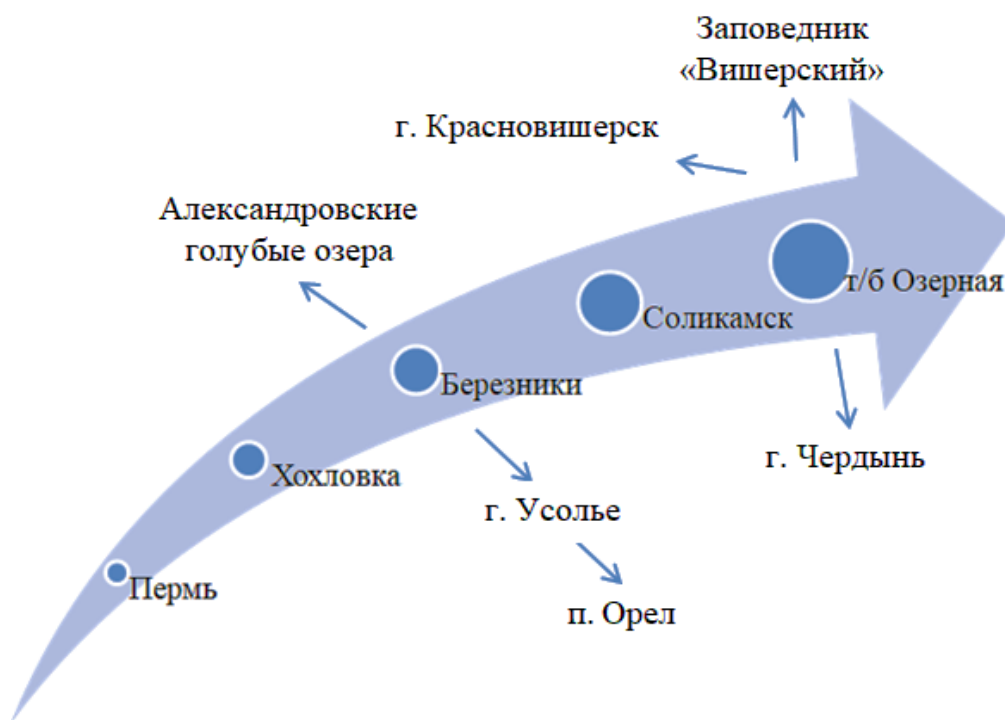 Заповедник
«Вишерский»
г. Красновишерск
Александровские
голубые озера
т/б Озерная
Соликамск
Березники
г. Чердынь
Хохловка
г. Усолье
Пермь
п. Орел